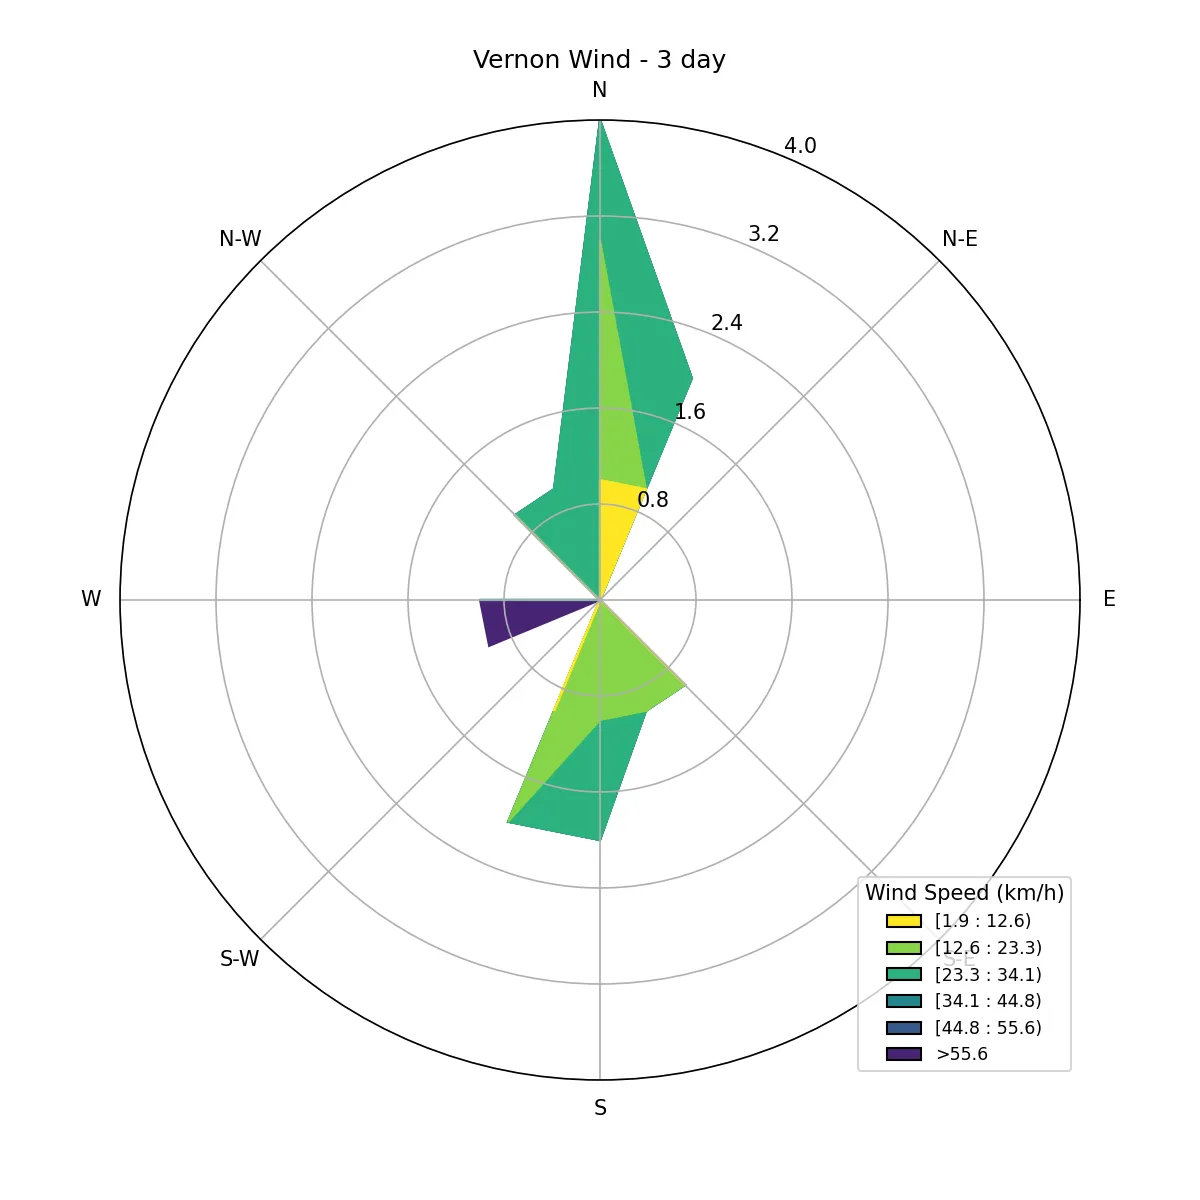 Vernon Wind - 3 day
N
4.0
N-W
3.2
N-E
2.4
1.6
0.8
W
E
S-W
S-E
Wind Speed (km/h)
[1.9 : 12.6)
[12.6 : 23.3)
[23.3 : 34.1)
[34.1 : 44.8)
[44.8 : 55.6)
>55.6
S